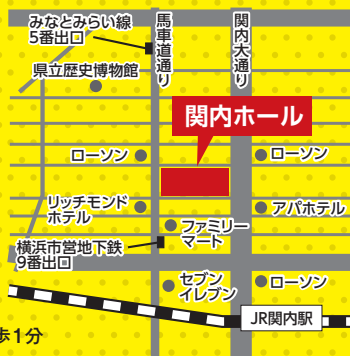 みなとみらい線
5番出口
馬車道通り
関内大通り
県立歴史博物館
関内ホール
ローソン
ローソン
リッチモンド
ホテル
アパホテル
ファミリー
マート
横浜市営地下鉄
9番出口
セブン
イレブン
ローソン
JR関内駅
歩1分